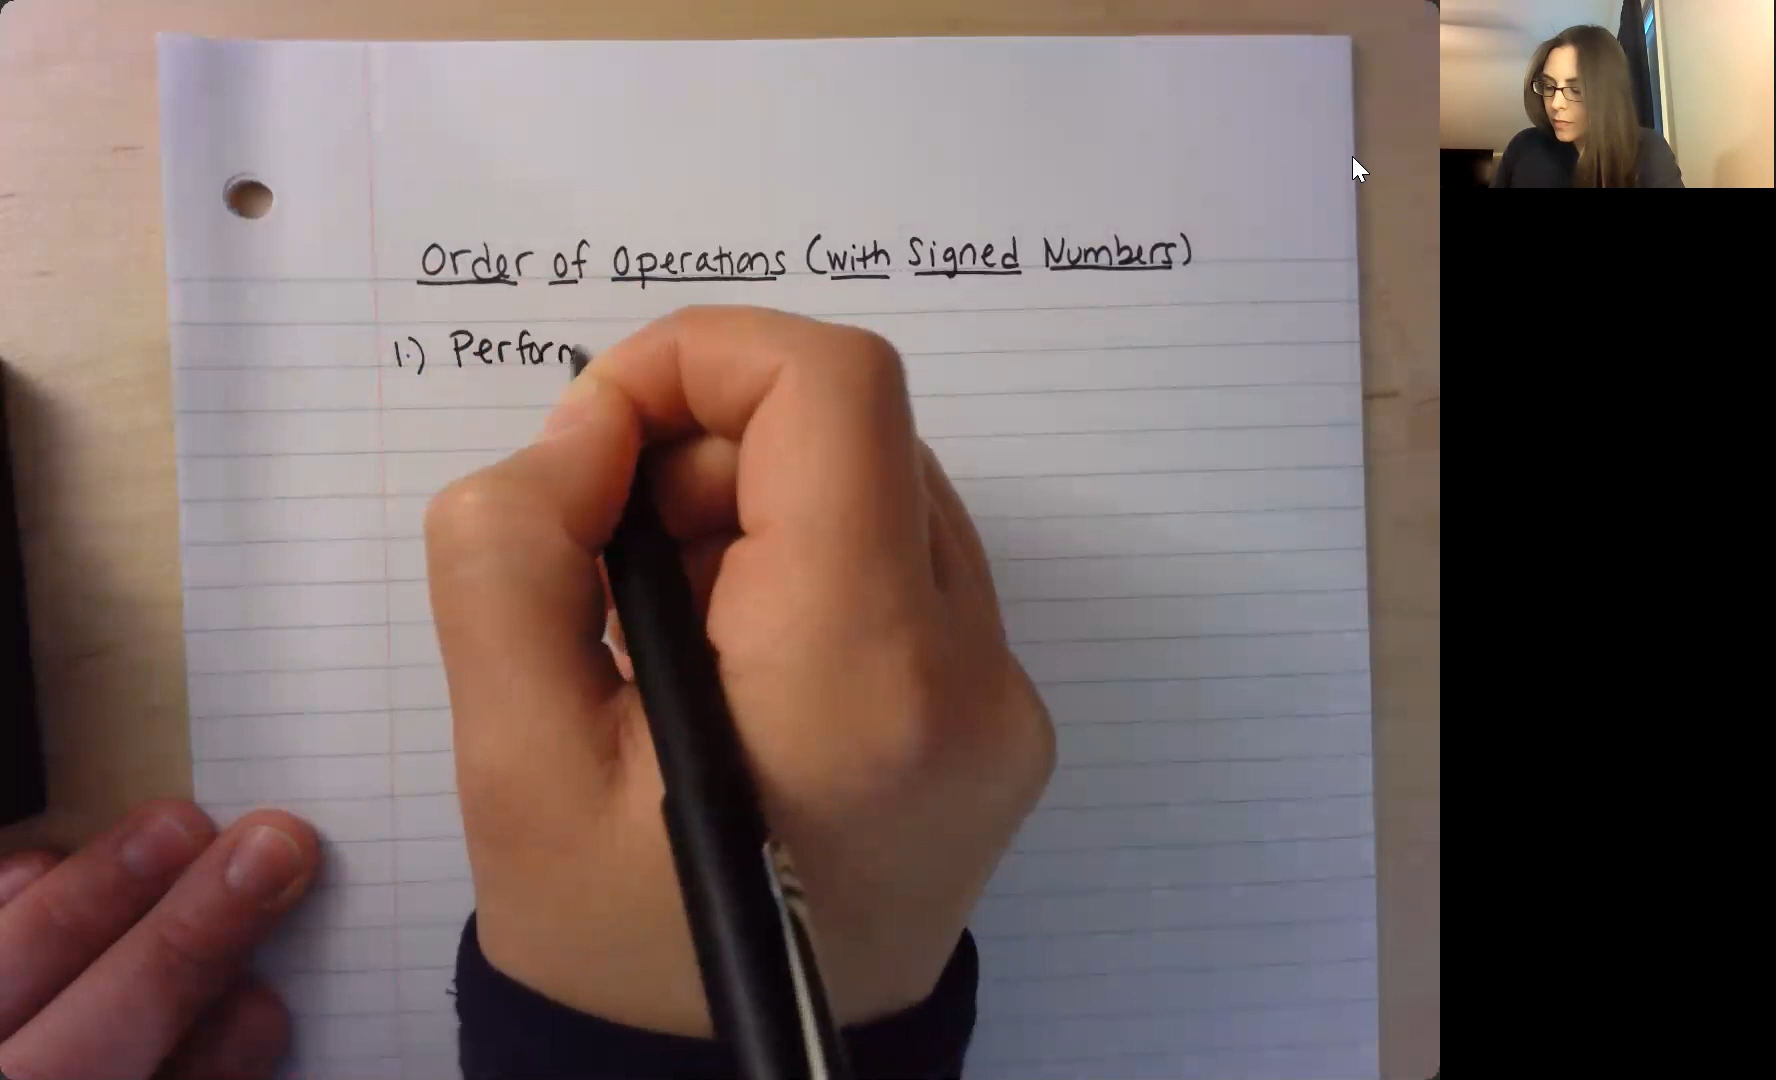 Order of Operations (with Signed Numbers)
1.) Perform